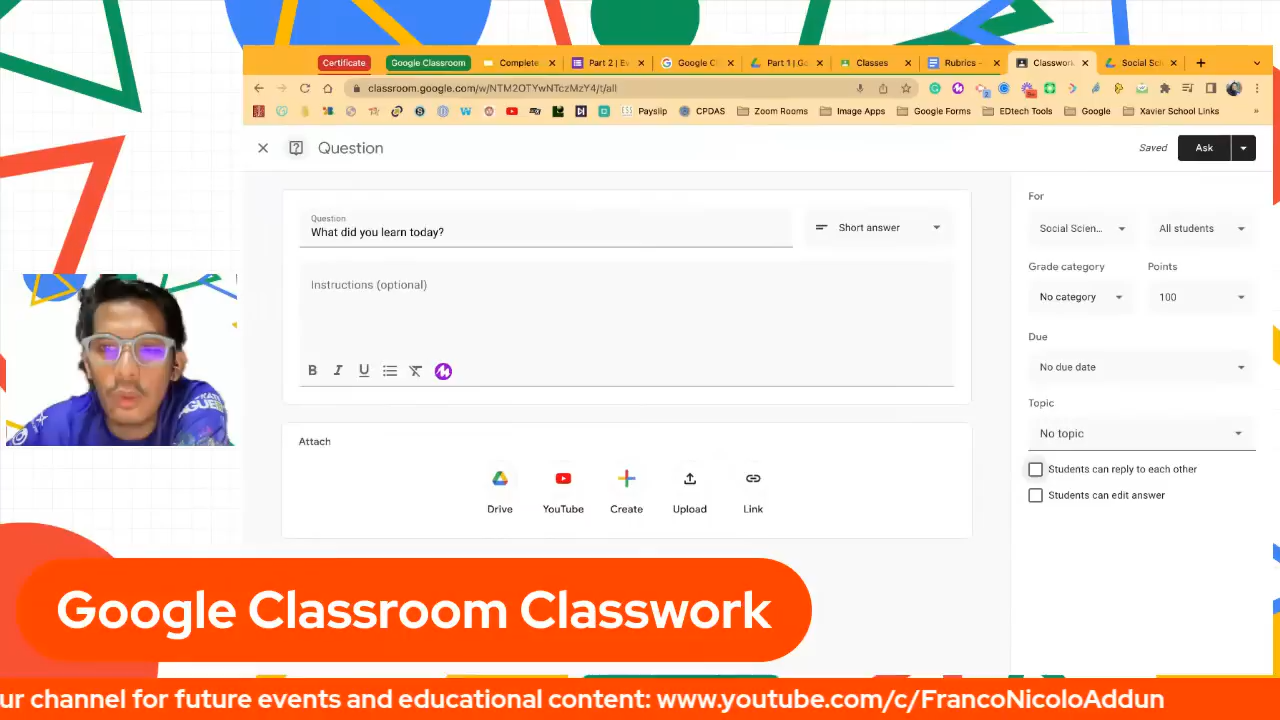 Certificate Google Classroom Complete Part 2 | Ev Google C Part 1 | G Classes Rubrics - Classwork Social Sci
classroom.google.com/w/NTM2OTYwNTczMzY4/t/all
Payslip CPDAS Zoom Rooms Image Apps Google Forms EDtech Tools Google Xavier School Links
Question Saved Ask
For
Question
What did you learn today?
Short answer
Social Scien... All students
Grade category Points
Instructions (optional)
No category 100
Due
No due date
B I U
Topic
No topic
Attach
Students can reply to each other
Students can edit answer
Drive YouTube Create Upload Link
Google Classroom Classwork
ur channel for future events and educational content: www.youtube.com/c/FrancoNicoloAddun